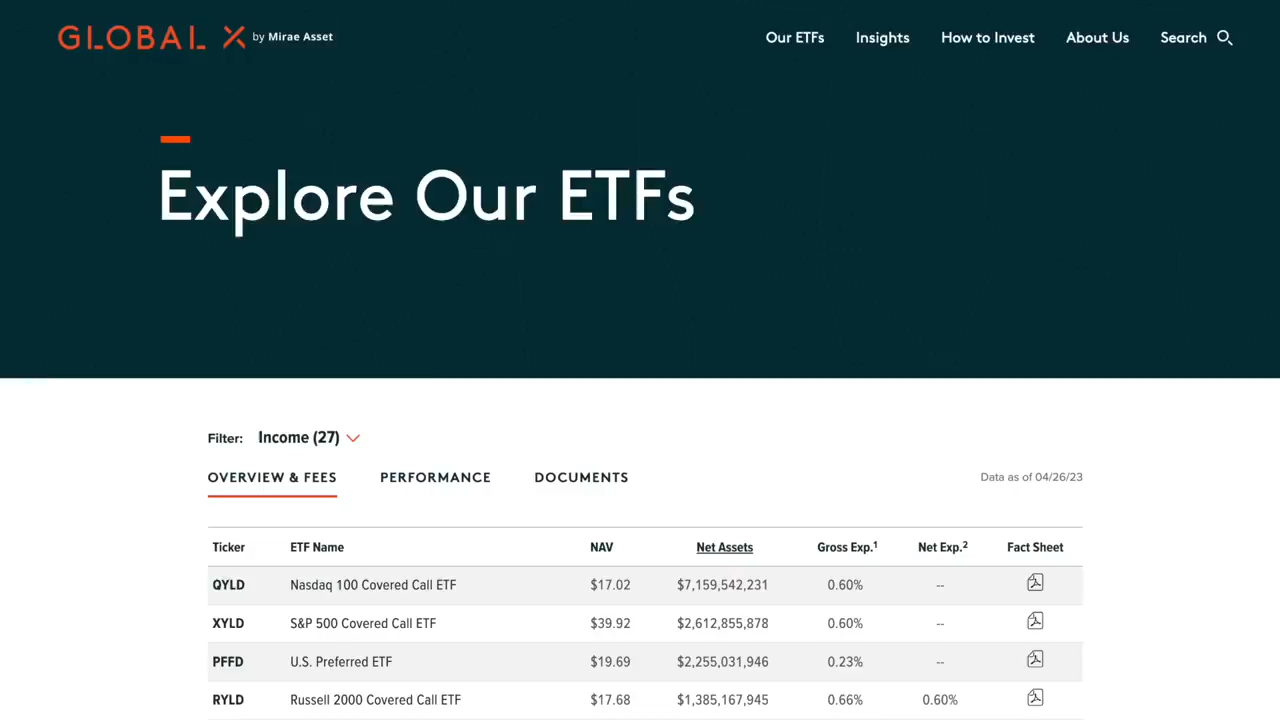 GLOBAL X by Mirae Asset Our ETFs Insights How to Invest About Us Search
Explore Our ETFs
Filter: Income (27)
OVERVIEW & FEES PERFORMANCE DOCUMENTS Data as of 04/26/23
Ticker ETF Name NAV Net Assets Gross Exp.1 Net Exp.2 Fact Sheet
QYLD Nasdaq 100 Covered Call ETF $17.02 $7,159,542,231 0.60% --
XYLD S&P 500 Covered Call ETF $39.92 $2,612,855,878 0.60% --
PFFD U.S. Preferred ETF $19.69 $2,255,031,946 0.23% --
RYLD Russell 2000 Covered Call ETF $17.68 $1,385,167,945 0.66% 0.60%